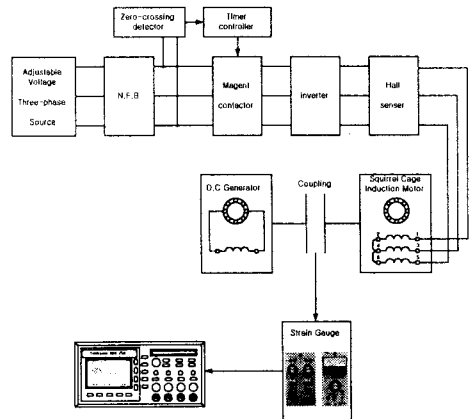 Zero-crossing
detector
Timer
controller
Adjustable
Voltage
Three-phase
Source
N.F.B
Magent
contactor
inverter
Hall
senser
D.C Generator
Coupling
Squirrel Cage
Induction Motor
Strain Gauge